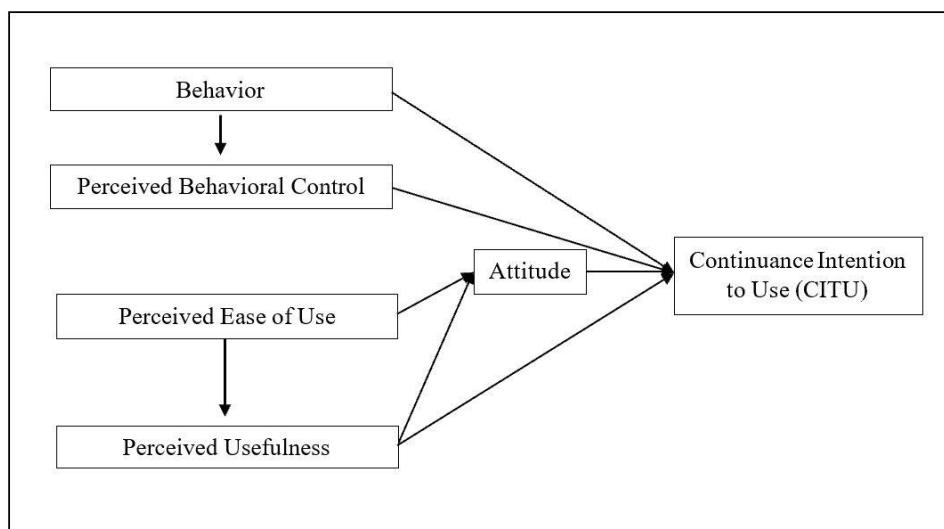 Behavior
Perceived Behavioral Control
Attitude
Continuance Intention
to Use (CITU)
Perceived Ease of Use
Perceived Usefulness